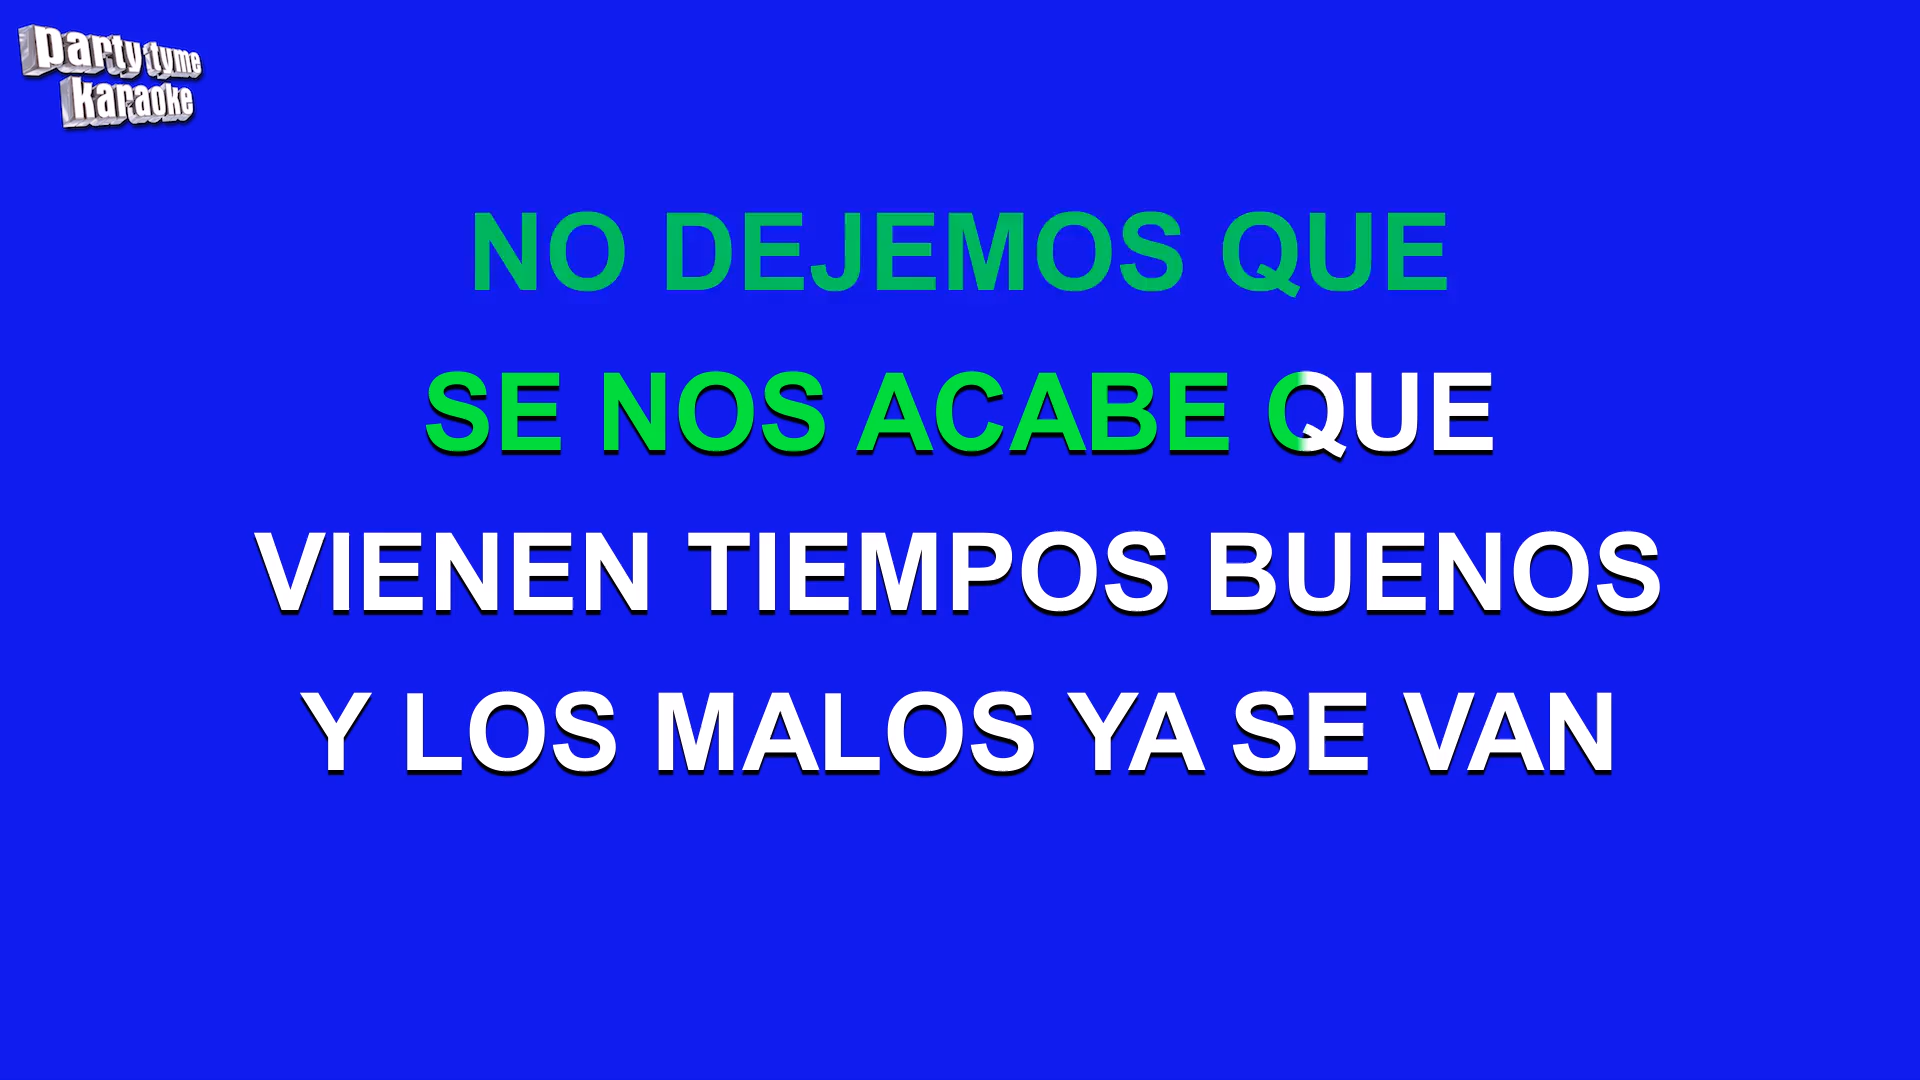 party tyme
karaoke
NO DEJEMOS QUE
SE NOS ACABE QUE
VIENEN TIEMPOS BUENOS
Y LOS MALOS YA SE VAN